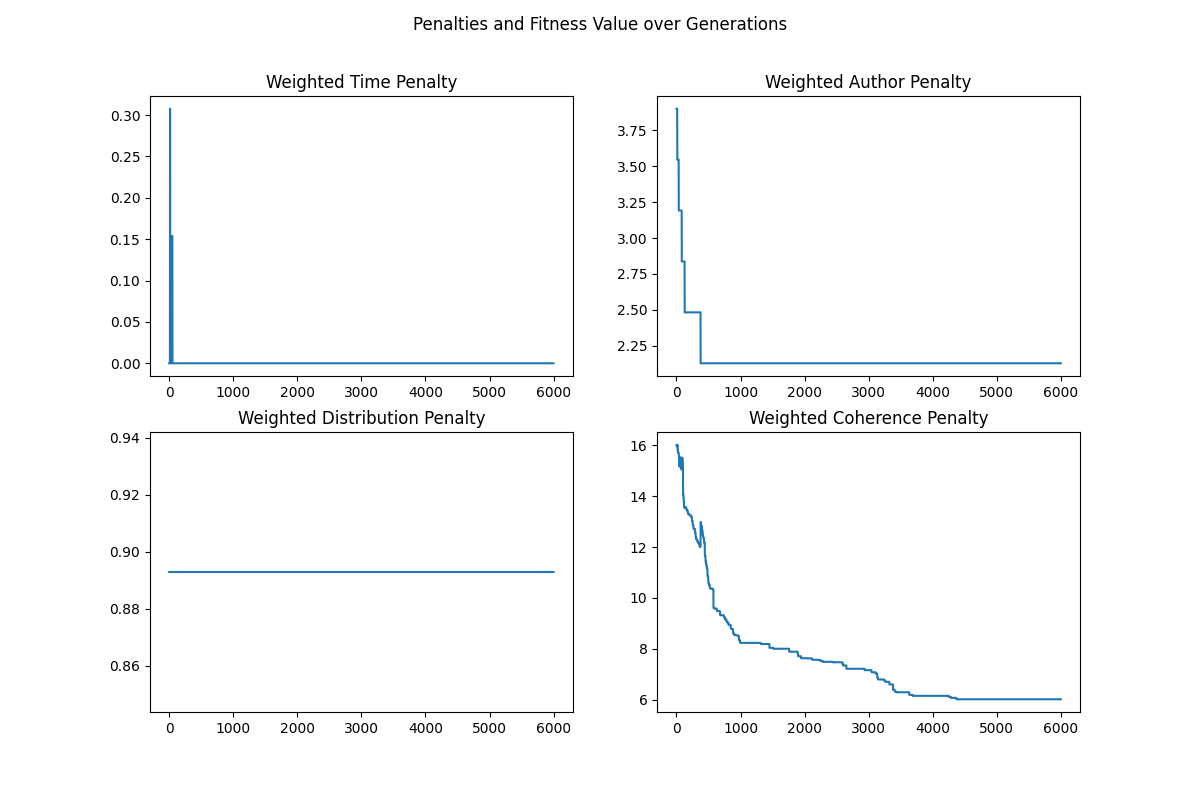 Penalties and Fitness Value over Generations
Weighted Time Penalty
0.30
0.25
0.20
0.15
0.10
0.05
0.00
0 1000 2000 3000 4000 5000 6000
Weighted Author Penalty
3.75
3.50
3.25
3.00
2.75
2.50
2.25
0 1000 2000 3000 4000 5000 6000
Weighted Distribution Penalty
0.94
0.92
0.90
0.88
0.86
0 1000 2000 3000 4000 5000 6000
Weighted Coherence Penalty
16
14
12
10
8
6
0 1000 2000 3000 4000 5000 6000